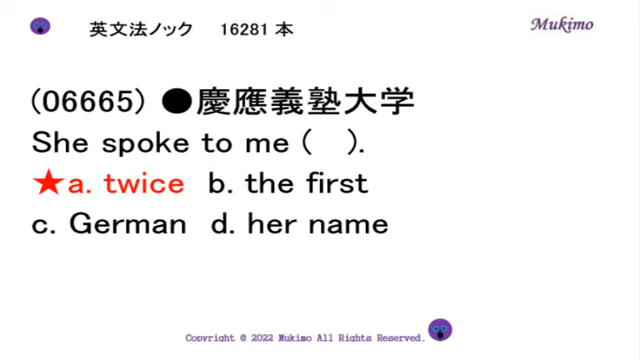 英文法ノック 16281 本
Mukimo
(06665) ●慶應義塾大学
She spoke to me ( ).
★a. twice b. the first
c. German d. her name
Copyright @ 2022 Mukimo All Rights Reserved.